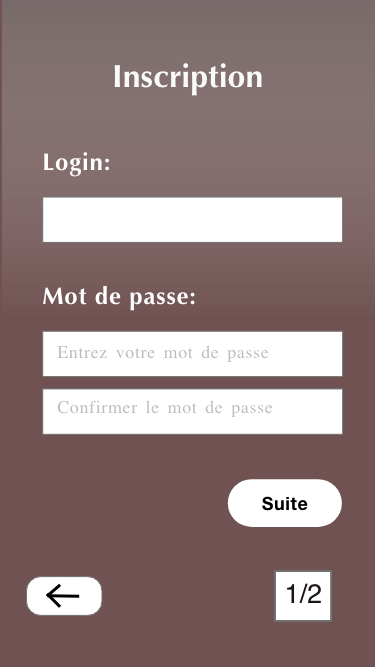 Inscription
Login:
Mot de passe:
Entrez votre mot de passe
Confirmer le mot de passe
Suite
1/2